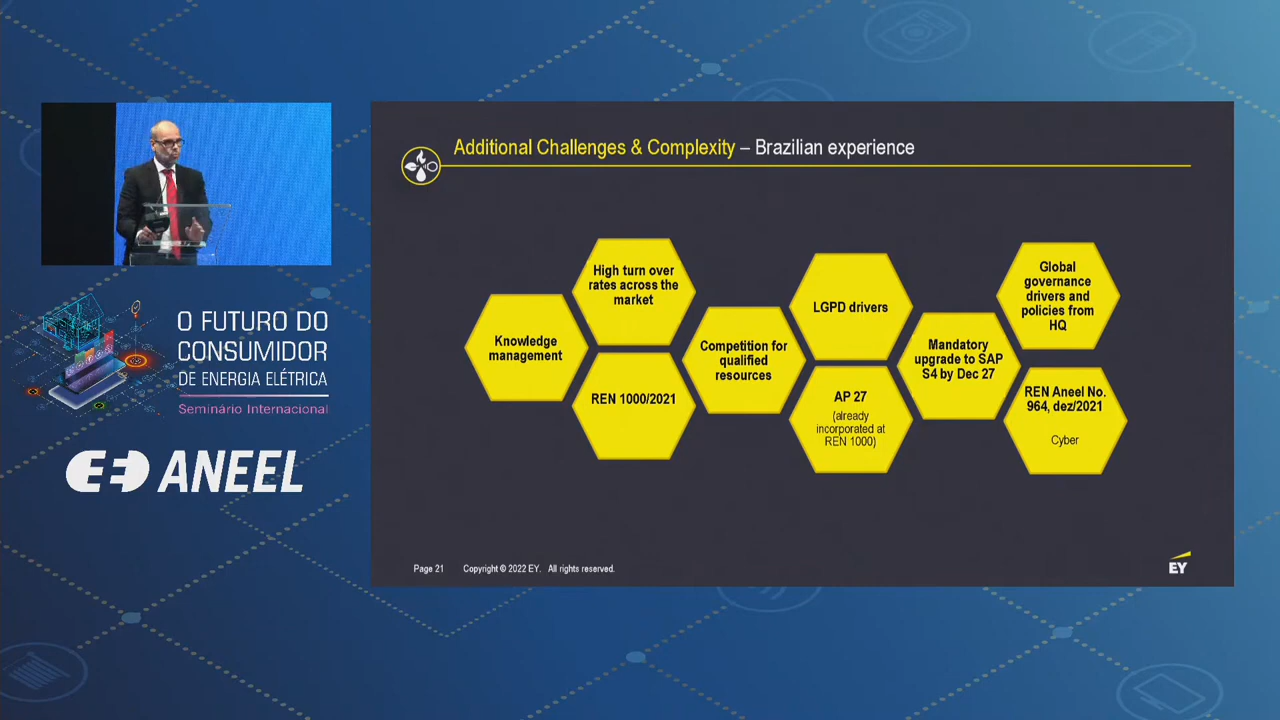 Additional Challenges & Complexity – Brazilian experience
Knowledge
management
High turn over
rates across the
market
REN 1000/2021
Competition for
qualified
resources
LGPD drivers
AP 27
(already
incorporated at
REN 1000)
Mandatory
upgrade to SAP
S4 by Dec 27
Global
governance
drivers and
policies from
HQ
REN Aneel No.
964, dez/2021
Cyber
Page 21 Copyright © 2022 EY. All rights reserved.
EY
O FUTURO DO
CONSUMIDOR
DE ENERGIA ELÉTRICA
Seminário Internacional
ANEEL